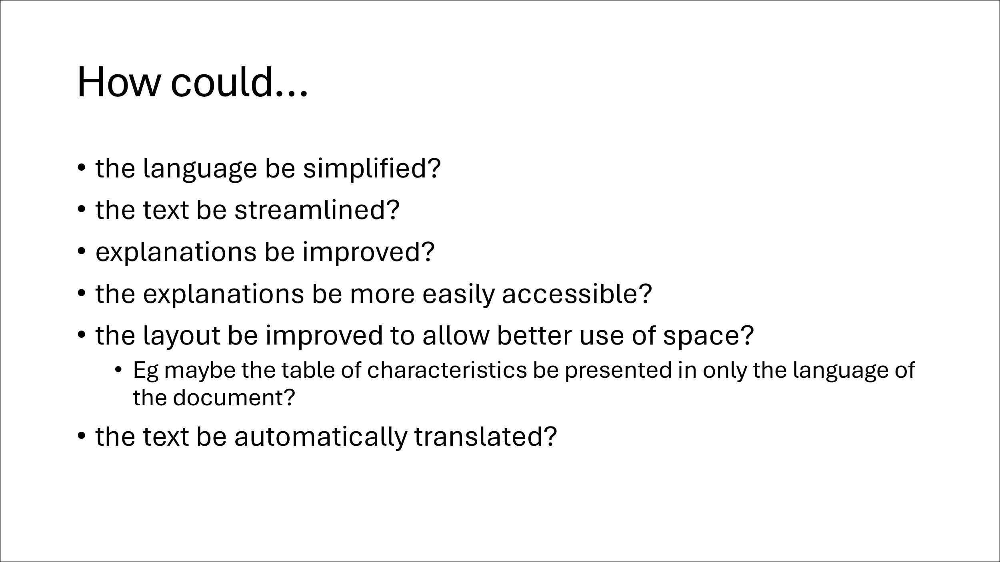 How could...
• the language be simplified?
• the text be streamlined?
• explanations be improved?
• the explanations be more easily accessible?
• the layout be improved to allow better use of space?
• Eg maybe the table of characteristics be presented in only the language of
the document?
• the text be automatically translated?